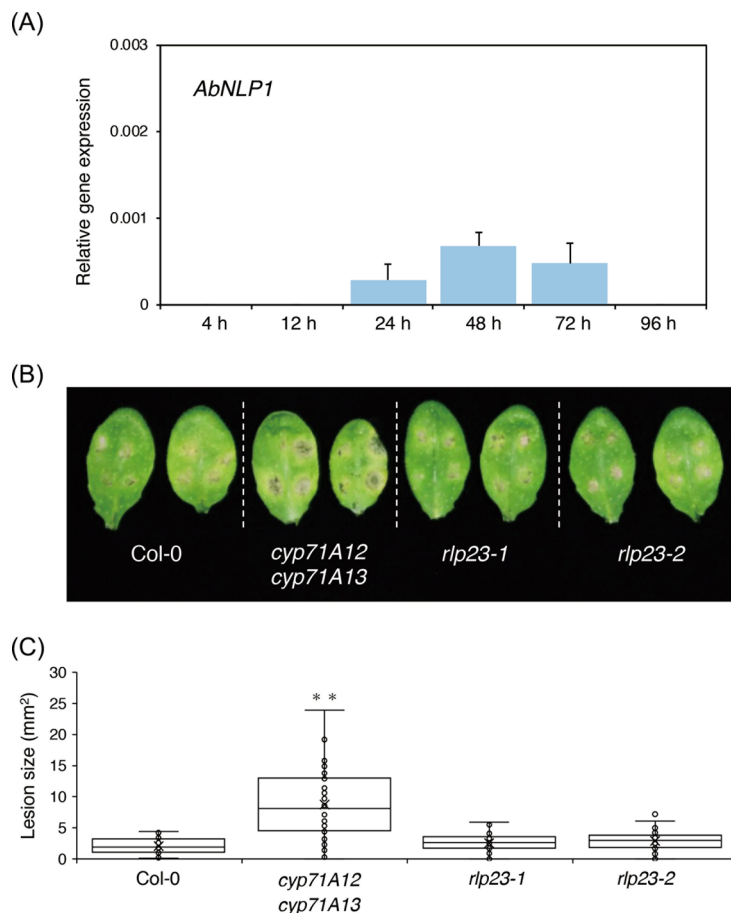 (A)
0.003
AbNLP1
0.002
Relative gene expression
0.001
0
4 h 12 h 24 h 48 h 72 h 96 h
(B)
Col-0 cyp71A12 rlp23-1 rlp23-2
cyp71A13
(C)
30
**
25
Lesion size (mm²)
20
15
10
5
0
Col-0 cyp71A12 rlp23-1 rlp23-2
cyp71A13